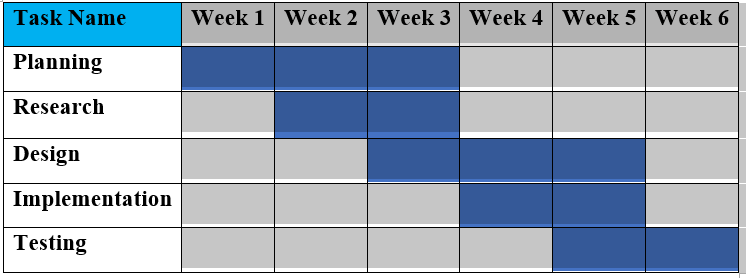 Task Name Week 1 Week 2 Week 3 Week 4 Week 5 Week 6
Planning
Research
Design
Implementation
Testing